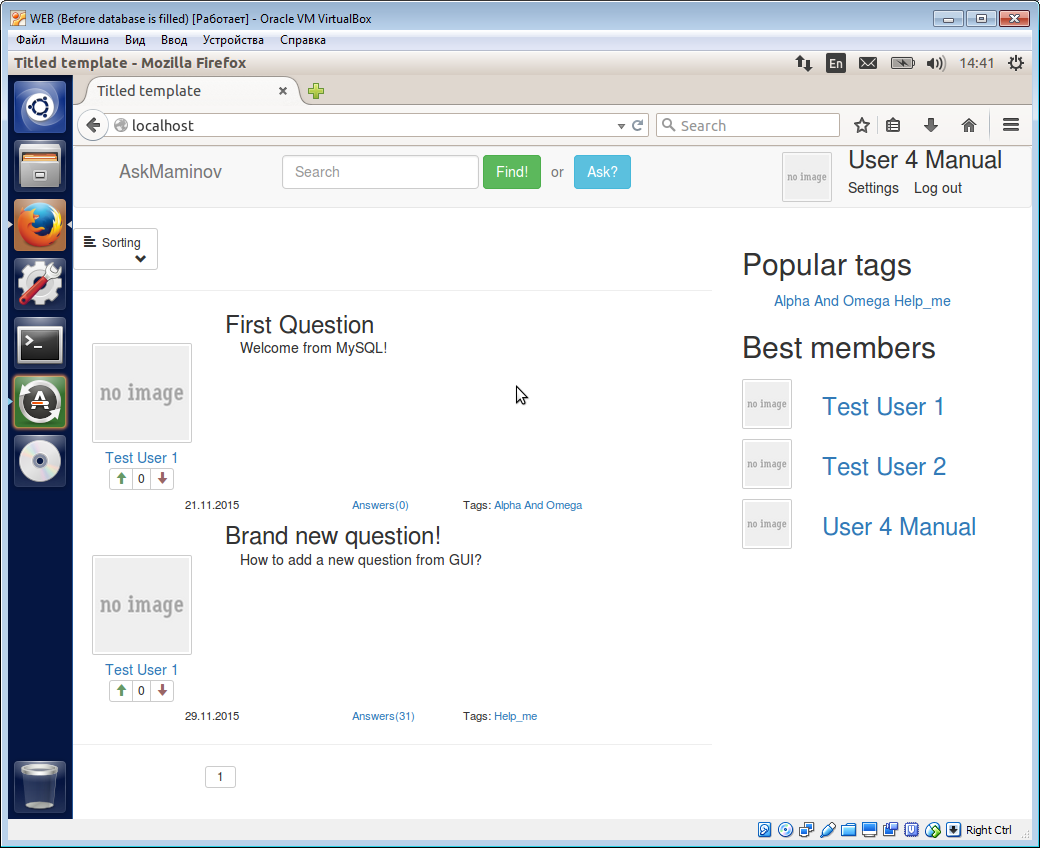 WEB (Before database is filled) [Работает] - Oracle VM VirtualBox
Файл Машина Вид Ввод Устройства Справка
Titled template - Mozilla Firefox En 14:41
Titled template
localhost Search
AskMaminov Search Find! or Ask? no image User 4 Manual
Settings Log out
Sorting
Popular tags
Alpha And Omega Help_me
First Question
Welcome from MySQL!
no image
Test User 1
0
21.11.2015 Answers(0) Tags: Alpha And Omega
Brand new question!
How to add a new question from GUI?
no image
Test User 1
0
29.11.2015 Answers(31) Tags: Help_me
1
Best members
no image Test User 1
no image Test User 2
no image User 4 Manual
Right Ctrl